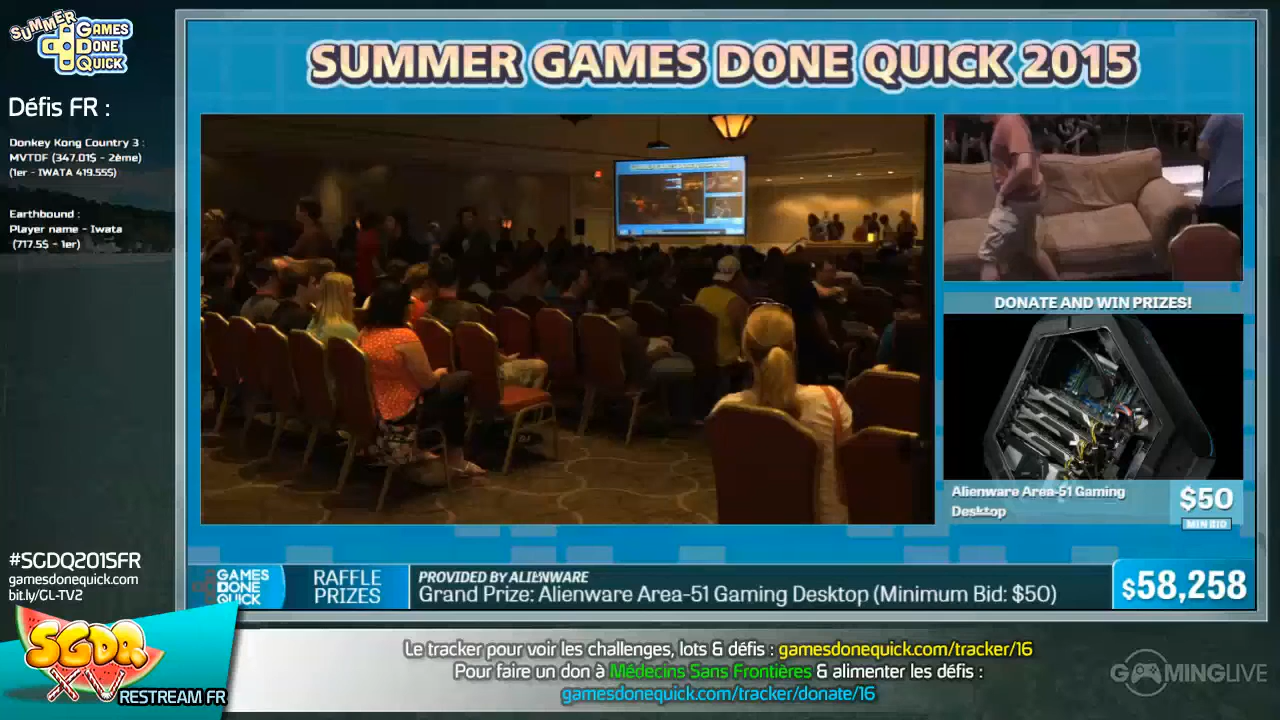 SUMMER
GAMES
DONE
QUICK
SUMMER GAMES DONE QUICK 2015
Défis FR :
Donkey Kong Country 3 :
MVTDF (347.01$ - 2ème)
(1er - IWATA 419.55$)
Earthbound :
Player name - Iwata
(717.5$ - 1er)
DONATE AND WIN PRIZES!
Alienware Area-51 Gaming
Desktop
$50
MIN BID
#SGDQ2015FR
gamesdonequick.com
bit.ly/GL-TV2
GAMES
DONE
QUICK
RAFFLE
PRIZES
PROVIDED BY ALIENWARE
Grand Prize: Alienware Area-51 Gaming Desktop (Minimum Bid: $50)
$58,258
SGDQ
XV
RESTREAM FR
Le tracker pour voir les challenges, lots & défis : gamesdonequick.com/tracker/16
Pour faire un don à Médecins Sans Frontières & alimenter les défis :
gamesdonequick.com/tracker/donate/16
GAMINGLIVE